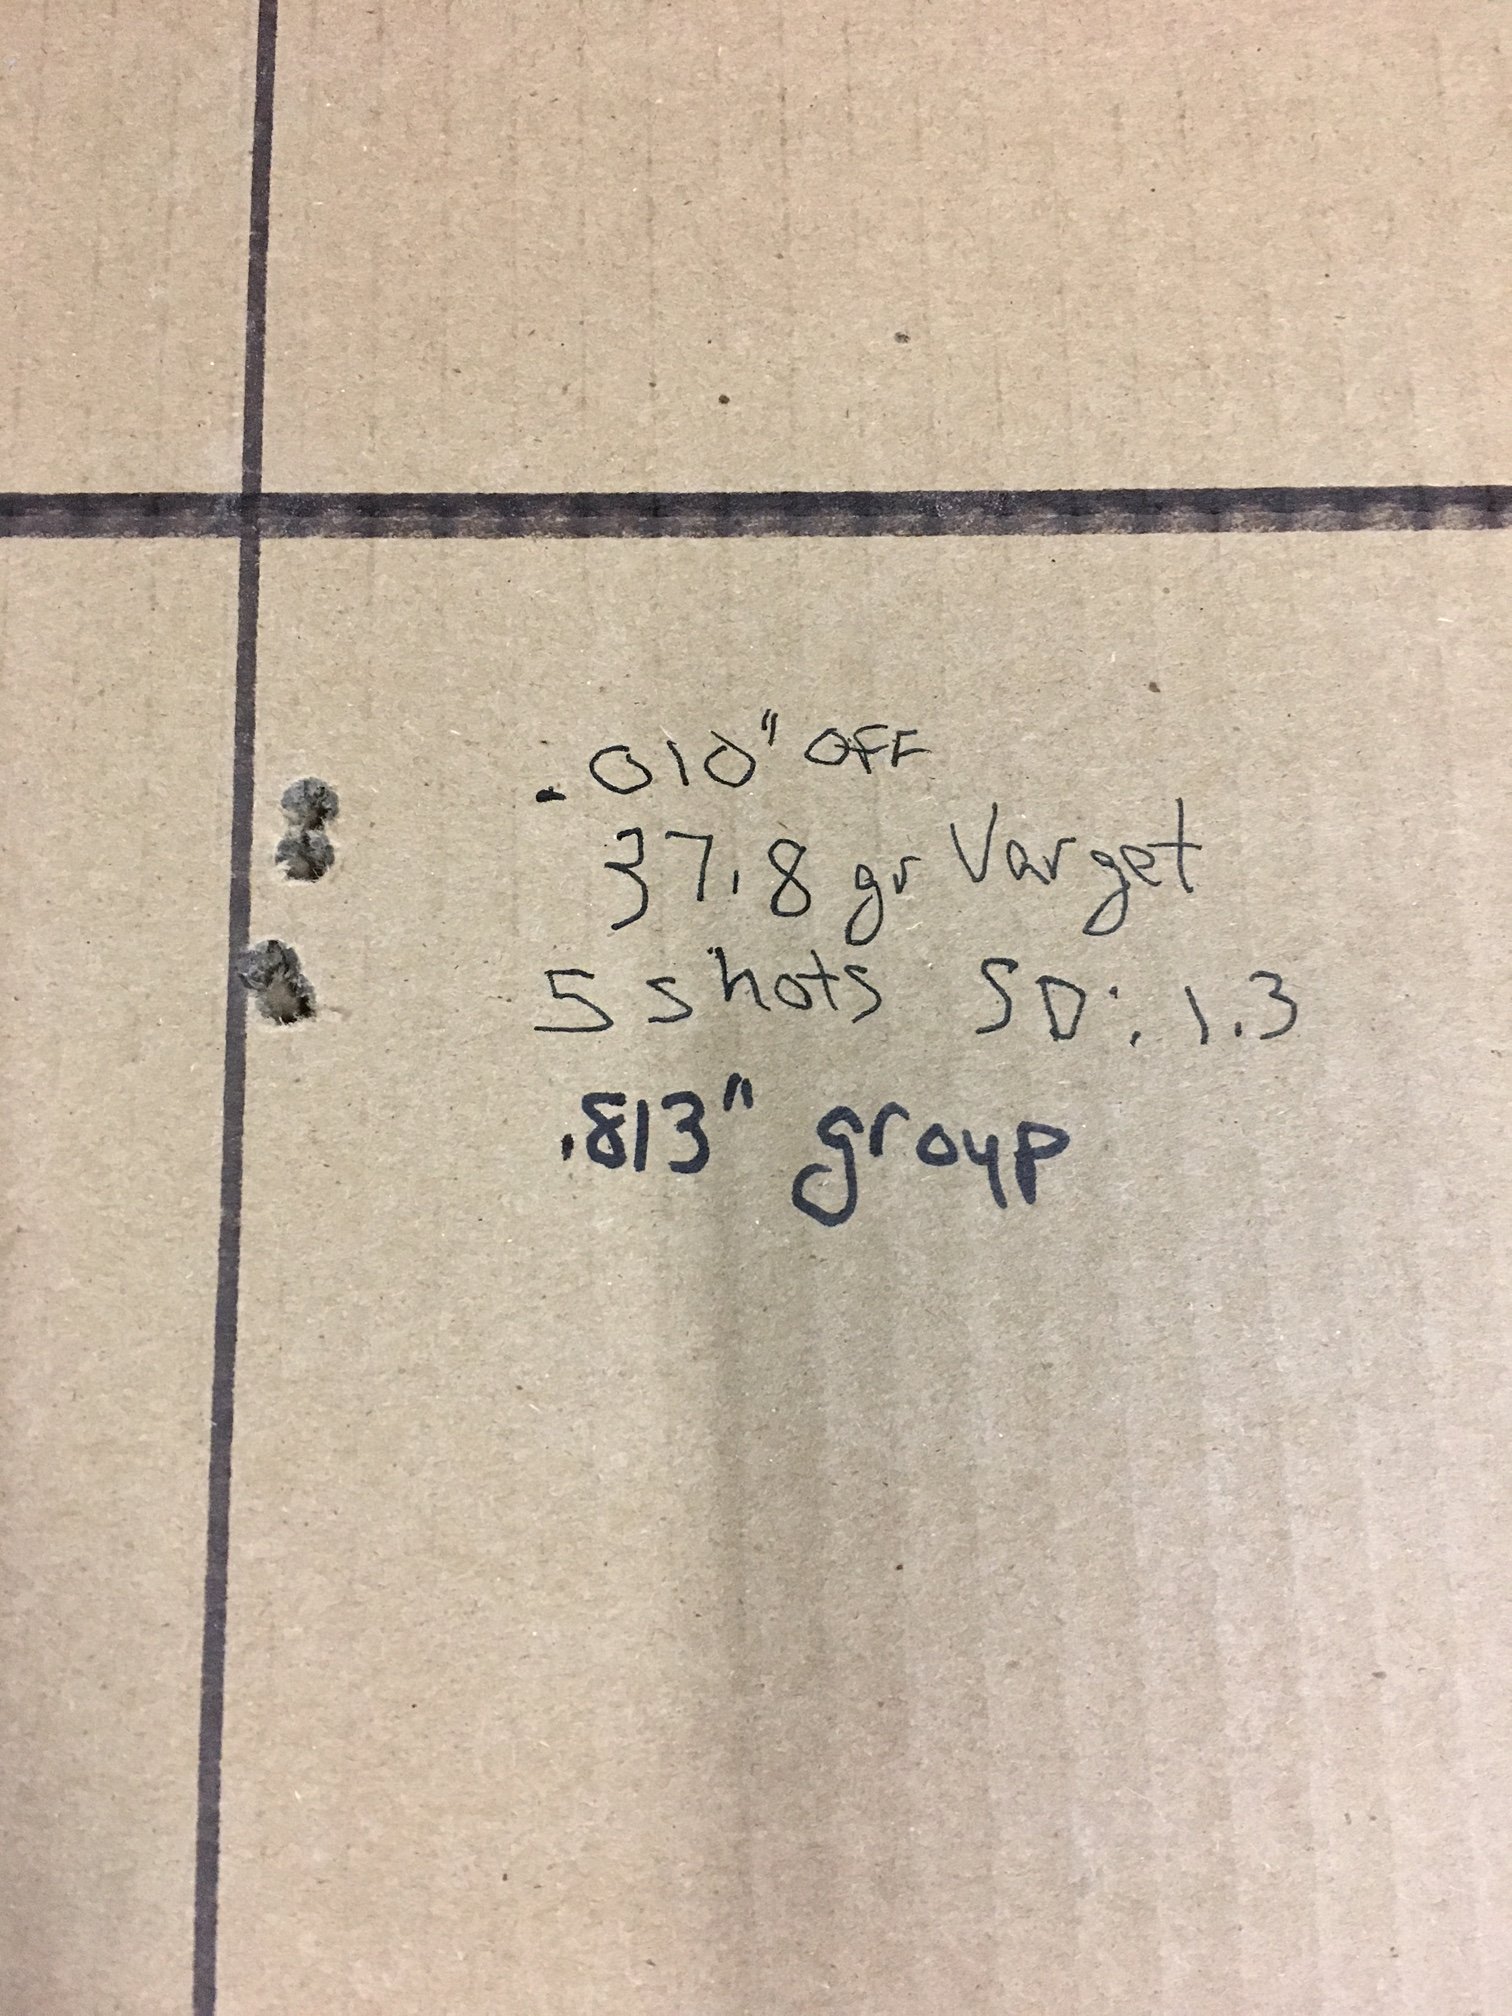 .010" OFF
37.8 gr Varget
5 shots SD: 1.3
.813" group